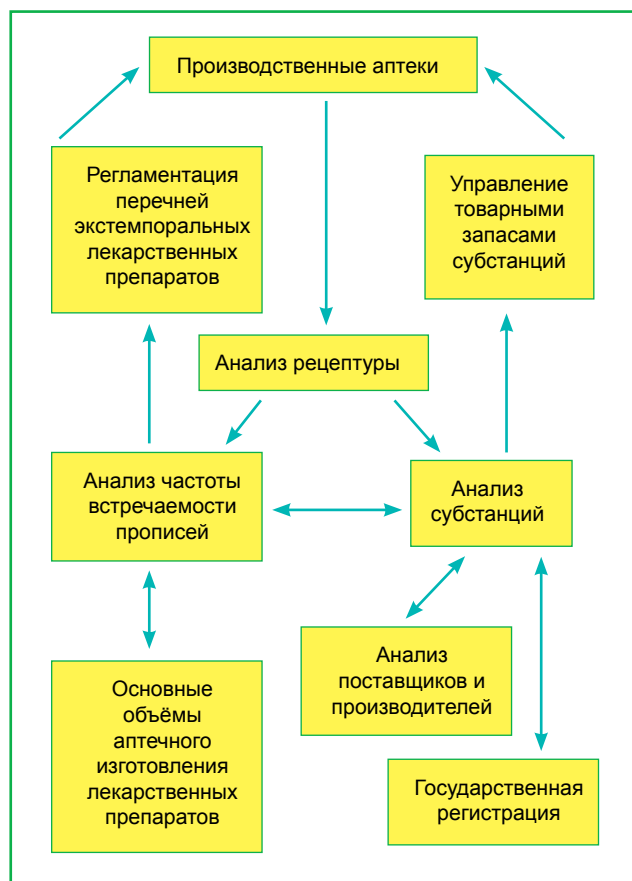 Производственные аптеки
Регламентация
перечней
экстемпоральных
лекарственных
препаратов
Управление
товарными
запасами
субстанций
Анализ рецептуры
Анализ частоты
встречаемости
прописей
Анализ
субстанций
Анализ
поставщиков и
производителей
Основные
объёмы
аптечного
изготовления
лекарственных
препаратов
Государственная
регистрация